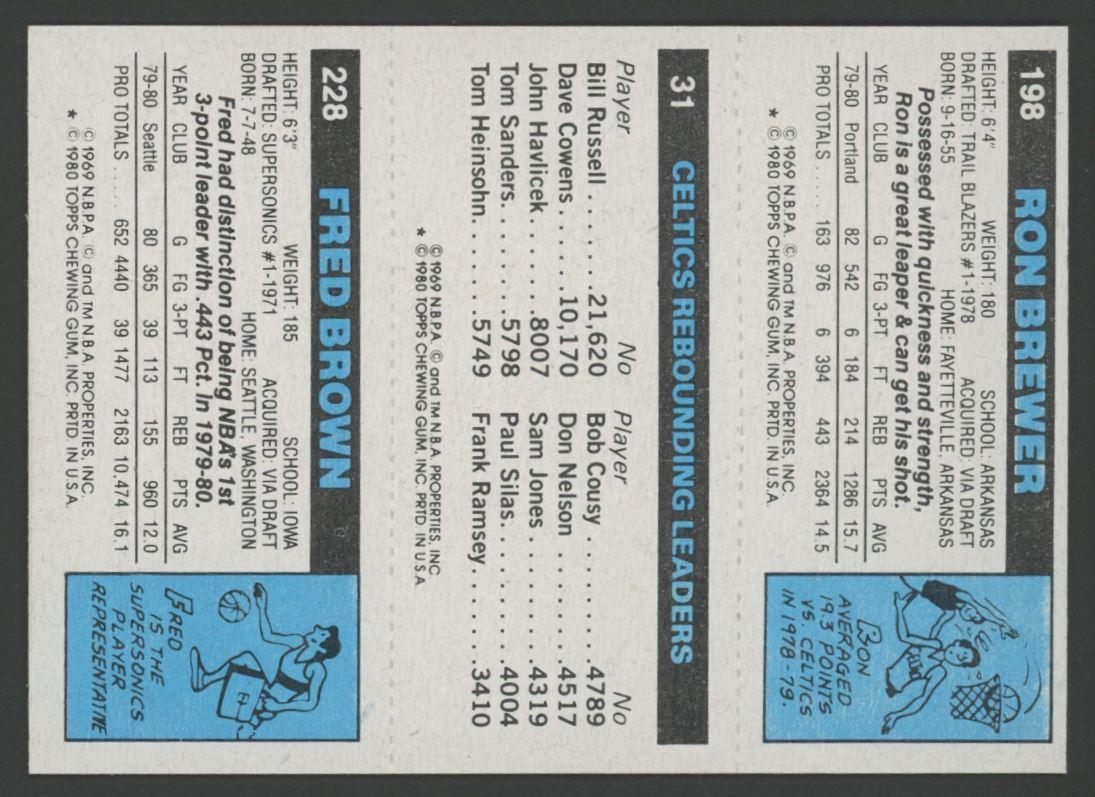 198 RON BREWER
HEIGHT: 6'4" WEIGHT: 180 SCHOOL: ARKANSAS
DRAFTED: TRAIL BLAZERS #1-1978 ACQUIRED: VIA DRAFT
BORN: 9-16-55 HOME: FAYETTEVILLE, ARKANSAS
Possessed with quickness and strength,
Ron is a great leaper & can get his shot.
YEAR CLUB G FG 3-PT FT REB PTS AVG
79-80 Portland 82 542 6 184 214 1286 15.7
PRO TOTALS .... 163 976 6 394 443 2364 14.5
© 1969 N.B.P.A. © and TM N.B.A. PROPERTIES, INC.
* © 1980 TOPPS CHEWING GUM, INC. PRTD. IN U.S.A.
RON
AVERAGED
19.3 POINTS
VS. CELTICS
IN 1978-79.
31 CELTICS REBOUNDING LEADERS
Player No Player No
Bill Russell.......21,620 Bob Cousy........4789
Dave Cowens......10,170 Don Nelson.......4517
John Havlicek......8007 Sam Jones........4319
Tom Sanders.......5798 Paul Silas.........4004
Tom Heinsohn......5749 Frank Ramsey.....3410
©1969 N.B.P.A. © and TM N.B.A. PROPERTIES, INC
* ©1980 TOPPS CHEWING GUM, INC. PRTD IN U.S.A
228 FRED BROWN
HEIGHT: 6'3" WEIGHT: 185 SCHOOL: IOWA
DRAFTED: SUPERSONICS #1-1971 ACQUIRED: VIA DRAFT
BORN: 7-7-48 HOME: SEATTLE, WASHINGTON
Fred had distinction of being NBA's 1st
3-point leader with .443 Pct. In 1979-80.
YEAR CLUB G FG 3-PT FT REB PTS AVG
79-80 Seattle 80 365 39 113 155 960 12.0
PRO TOTALS .... 652 4440 39 1477 2163 10.474 16.1
© 1969 N.B.P.A. © and TM N.B.A. PROPERTIES, INC.
* © 1980 TOPPS CHEWING GUM, INC. PRTD. IN U.S.A.
FRED
IS THE
SUPERSONICS
PLAYER
REPRESENTATIVE